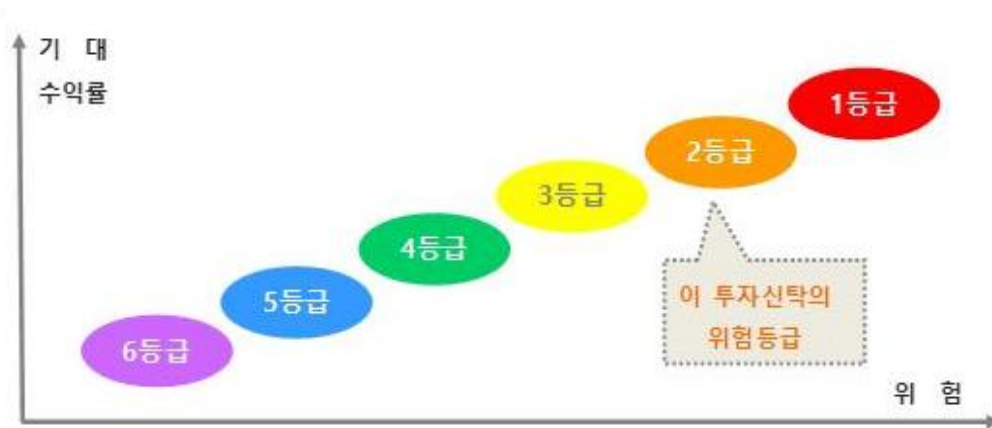 기 대
수익률
1등급
2등급
3등급
4등급
5등급
6등급
이 투자신탁의
위험등급
위 험